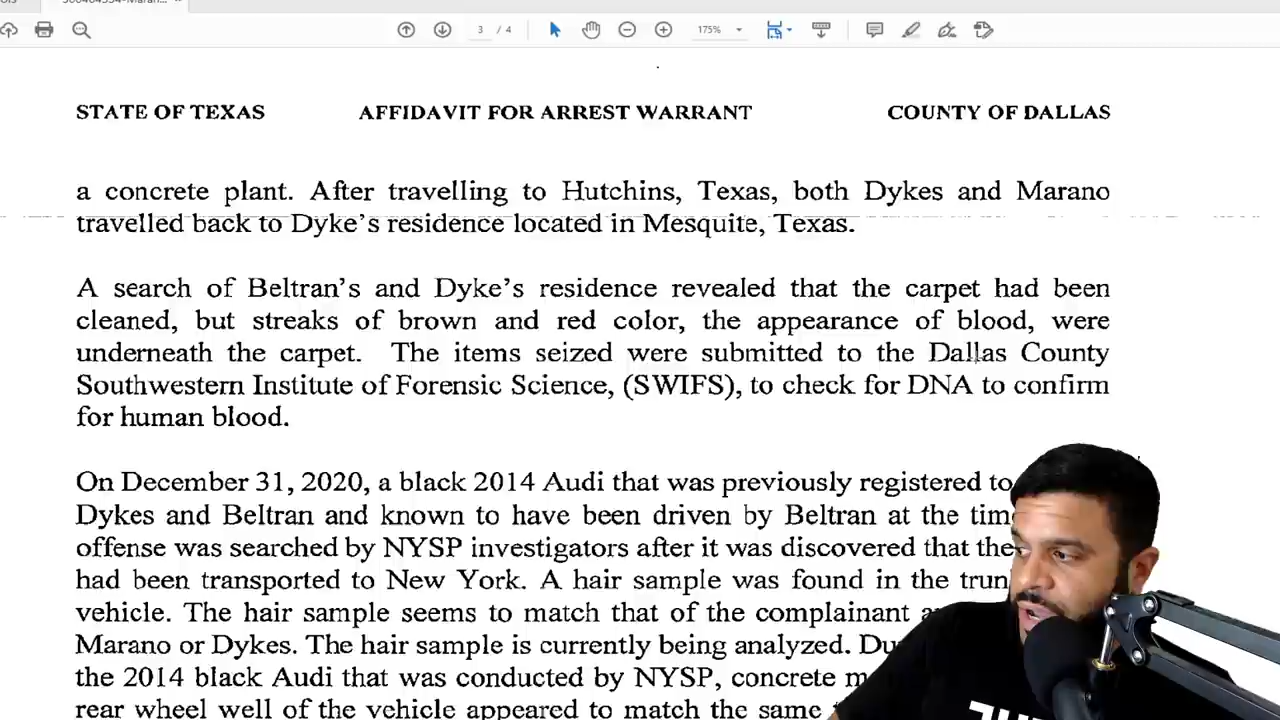 3 / 4
175%
STATE OF TEXAS AFFIDAVIT FOR ARREST WARRANT COUNTY OF DALLAS
a concrete plant. After travelling to Hutchins, Texas, both Dykes and Marano
travelled back to Dyke's residence located in Mesquite, Texas.
A search of Beltran's and Dyke's residence revealed that the carpet had been
cleaned, but streaks of brown and red color, the appearance of blood, were
underneath the carpet. The items seized were submitted to the Dallas County
Southwestern Institute of Forensic Science, (SWIFS), to check for DNA to confirm
for human blood.
On December 31, 2020, a black 2014 Audi that was previously registered to
Dykes and Beltran and known to have been driven by Beltran at the tim
offense was searched by NYSP investigators after it was discovered that the
had been transported to New York. A hair sample was found in the trun
vehicle. The hair sample seems to match that of the complainant a
Marano or Dykes. The hair sample is currently being analyzed. Du
the 2014 black Audi that was conducted by NYSP, concrete m
rear wheel well of the vehicle appeared to match the same